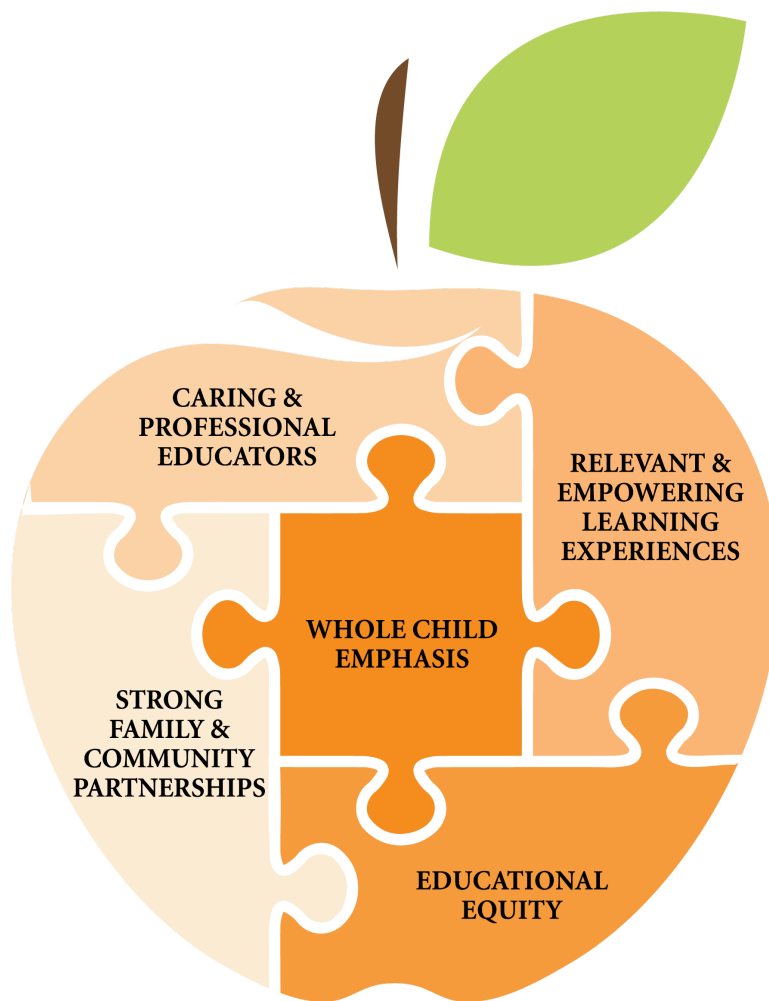 CARING &
PROFESSIONAL
EDUCATORS
RELEVANT &
EMPOWERING
LEARNING
EXPERIENCES
WHOLE CHILD
EMPHASIS
STRONG
FAMILY &
COMMUNITY
PARTNERSHIPS
EDUCATIONAL
EQUITY